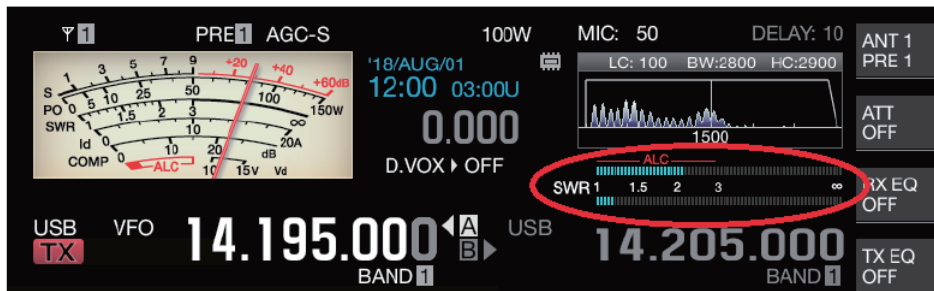 1 PRE1 AGC-S 100W MIC: 50 DELAY: 10
ANT 1
PRE 1
'18/AUG/01
12:00 03:00U
0.000
D.VOX OFF
S 1 3 5 7 9 +20 +40 +60dB
PO 0 5 10 25 50 100 150W
SWR 1 1.5 2 3 ∞
Id 0 10 20A
COMP 0 10 20 dB
ALC 10 15V Vd
LC: 100 BW:2800 HC:2900
1500
ATT
OFF
ALC
SWR 1 1.5 2 3 ∞
RX EQ
OFF
USB VFO 14.195.000 A USB 14.205.000
TX B
BAND 1 BAND 1
TX EQ
OFF